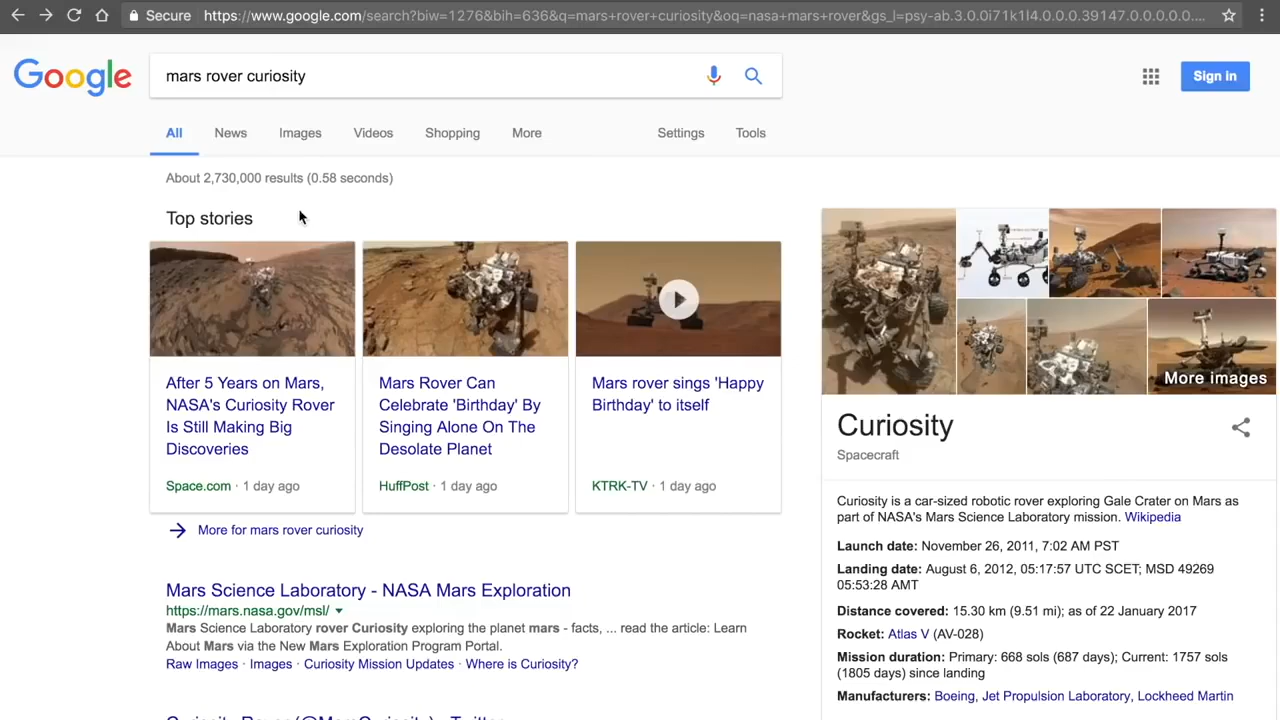 Secure https://www.google.com/search?biw=1276&bih=636&q=mars+rover+curiosity&oq=nasa+mars+rover&gs_l=psy-ab.3.0.0i71k1l4.0.0.0.39147.0.0.0.0.0....
Google
mars rover curiosity
Sign in
All News Images Videos Shopping More Settings Tools
About 2,730,000 results (0.58 seconds)
Top stories
After 5 Years on Mars,
NASA's Curiosity Rover
Is Still Making Big
Discoveries
Space.com · 1 day ago
Mars Rover Can
Celebrate 'Birthday' By
Singing Alone On The
Desolate Planet
HuffPost · 1 day ago
Mars rover sings 'Happy
Birthday' to itself
KTRK-TV · 1 day ago
More for mars rover curiosity
Mars Science Laboratory - NASA Mars Exploration
https://mars.nasa.gov/msl/
Mars Science Laboratory rover Curiosity exploring the planet mars - facts, ... read the article: Learn
About Mars via the New Mars Exploration Program Portal.
Raw Images · Images · Curiosity Mission Updates · Where is Curiosity?
Curiosity Rover (@MarsCuriosity) · Twitter
More images
Curiosity
Spacecraft
Curiosity is a car-sized robotic rover exploring Gale Crater on Mars as
part of NASA's Mars Science Laboratory mission. Wikipedia
Launch date: November 26, 2011, 7:02 AM PST
Landing date: August 6, 2012, 05:17:57 UTC SCET; MSD 49269
05:53:28 AMT
Distance covered: 15.30 km (9.51 mi); as of 22 January 2017
Rocket: Atlas V (AV-028)
Mission duration: Primary: 668 sols (687 days); Current: 1757 sols
(1805 days) since landing
Manufacturers: Boeing, Jet Propulsion Laboratory, Lockheed Martin